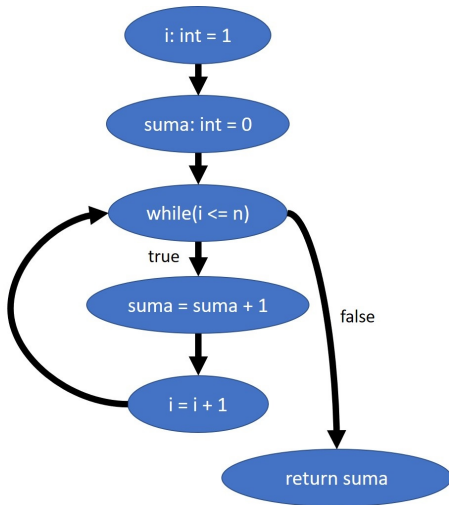 i: int = 1
suma: int = 0
while(i <= n)
true
suma = suma + 1
false
i = i + 1
return suma